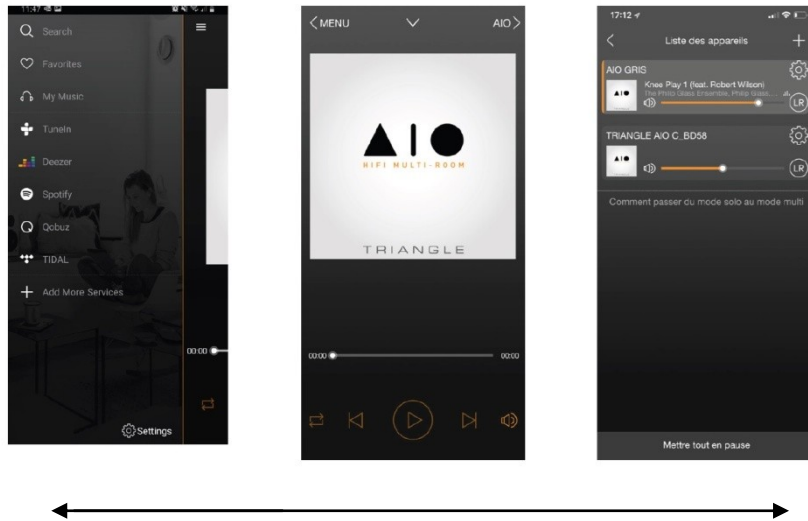 11:47
Search
Favorites
My Music
TuneIn
Deezer
Spotify
Qobuz
TIDAL
Add More Services
00:00
Settings
MENU
AIO
AIO
HIFI MULTI-ROOM
TRIANGLE
00:00
00:00
17:12
Liste des appareils
AIO GRIS
AIO
Knee Play 1 (feat. Robert Wilson)
The Philip Glass Ensemble, Philip Glass, ...
LR
TRIANGLE AIO C_BD58
AIO
LR
Comment passer du mode solo au mode multi
Mettre tout en pause